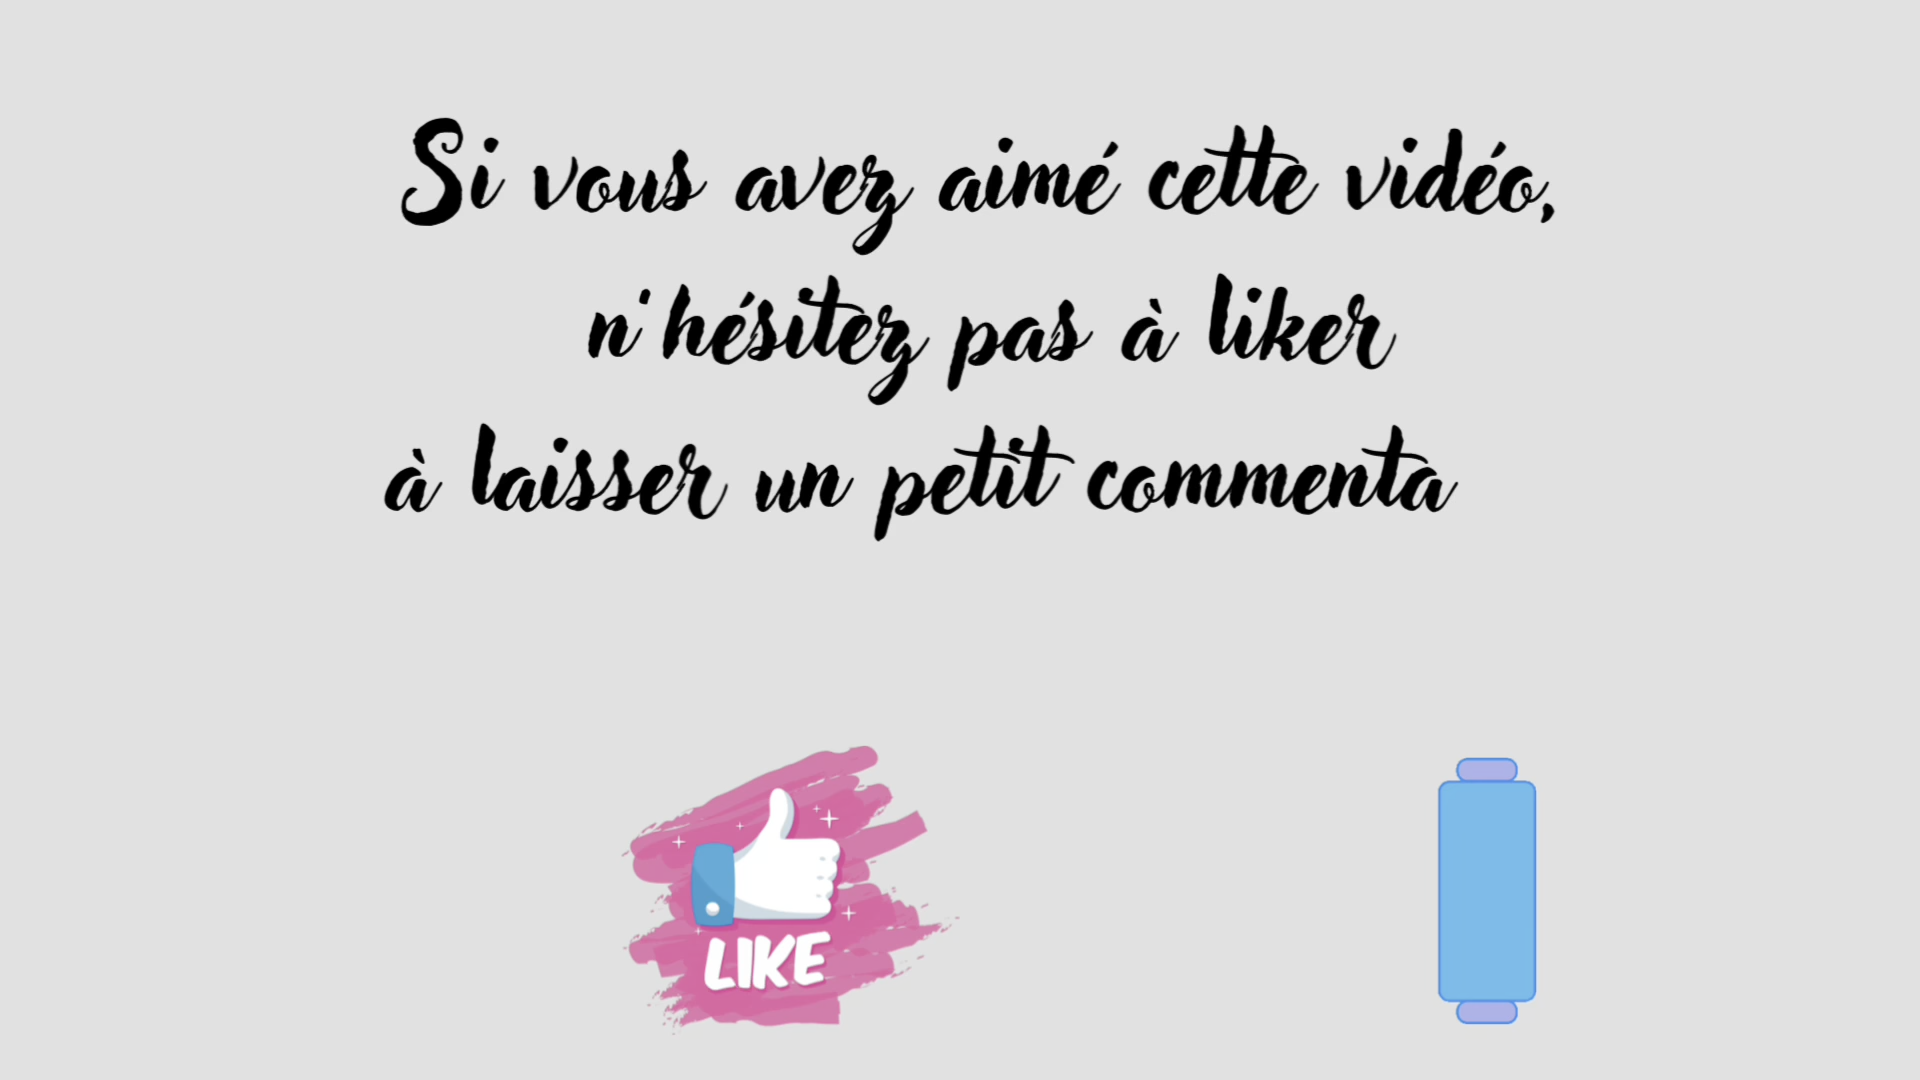 Si vous avez aimé cette vidéo,
n'hésitez pas à liker
à laisser un petit commenta
LIKE